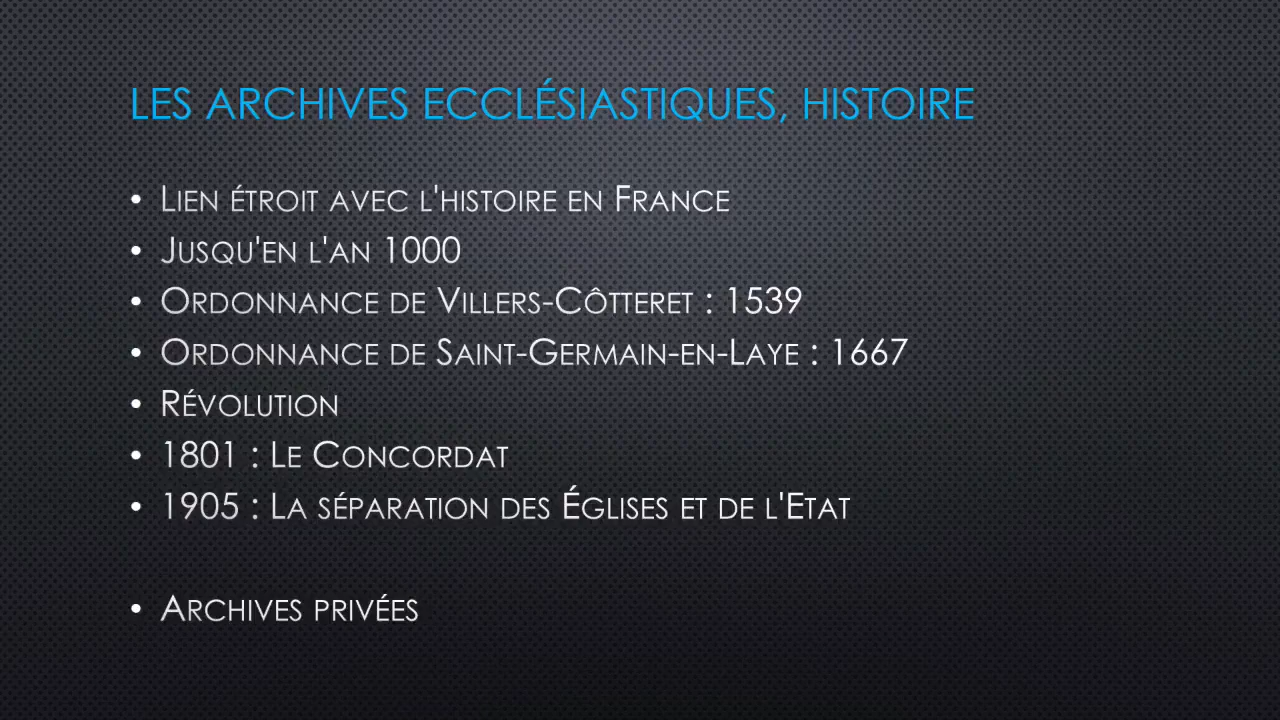 LES ARCHIVES ECCLÉSIASTIQUES, HISTOIRE
• LIEN ÉTROIT AVEC L'HISTOIRE EN FRANCE
• JUSQU'EN L'AN 1000
• ORDONNANCE DE VILLERS-CÔTTERET : 1539
• ORDONNANCE DE SAINT-GERMAIN-EN-LAYE : 1667
• RÉVOLUTION
• 1801 : LE CONCORDAT
• 1905 : LA SÉPARATION DES ÉGLISES ET DE L'ETAT
• ARCHIVES PRIVÉES